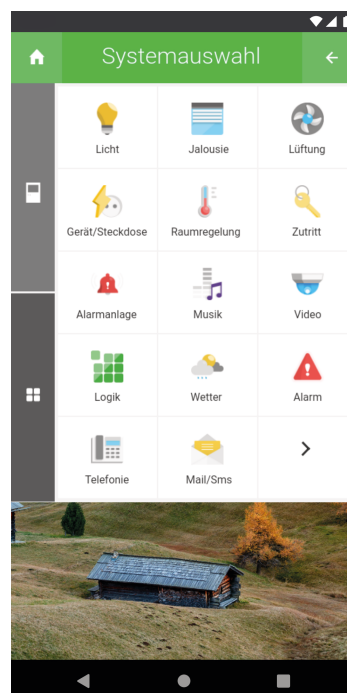 Systemauswahl
Licht
Jalousie
Lüftung
Gerät/Steckdose
Raumregelung
Zutritt
Alarmanlage
Musik
Video
Logik
Wetter
Alarm
Telefonie
Mail/Sms